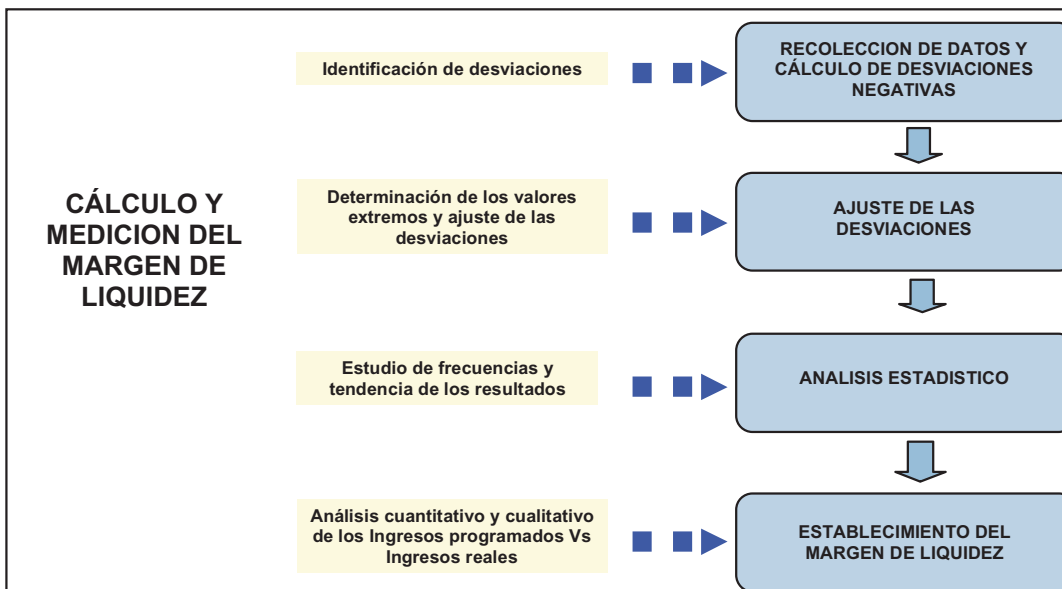 CÁLCULO Y
MEDICION DEL
MARGEN DE
LIQUIDEZ
Identificación de desviaciones
RECOLECCION DE DATOS Y
CÁLCULO DE DESVIACIONES
NEGATIVAS
Determinación de los valores
extremos y ajuste de las
desviaciones
AJUSTE DE LAS
DESVIACIONES
Estudio de frecuencias y
tendencia de los resultados
ANALISIS ESTADISTICO
Análisis cuantitativo y cualitativo
de los Ingresos programados Vs
Ingresos reales
ESTABLECIMIENTO DEL
MARGEN DE LIQUIDEZ